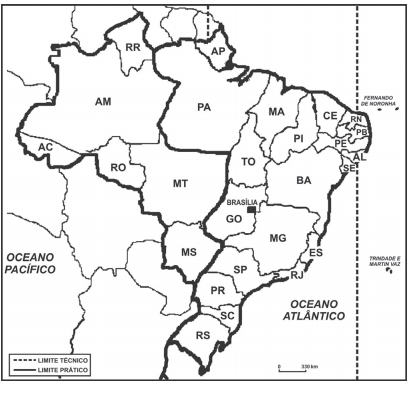 AP
RR
FERNANDO
DE NORONHA
AM
PA
MA
CE
RN
PB
PI
PE
AC
AL
SE
RO
TO
BA
MT
BRASÍLIA
GO
MG
ES
MS
SP
RJ
PR
SC
RS
OCEANO
PACÍFICO
TRINDADE E
MARTIN VAZ
OCEANO
ATLÂNTICO
LIMITE TÉCNICO
LIMITE PRÁTICO
0 330 km